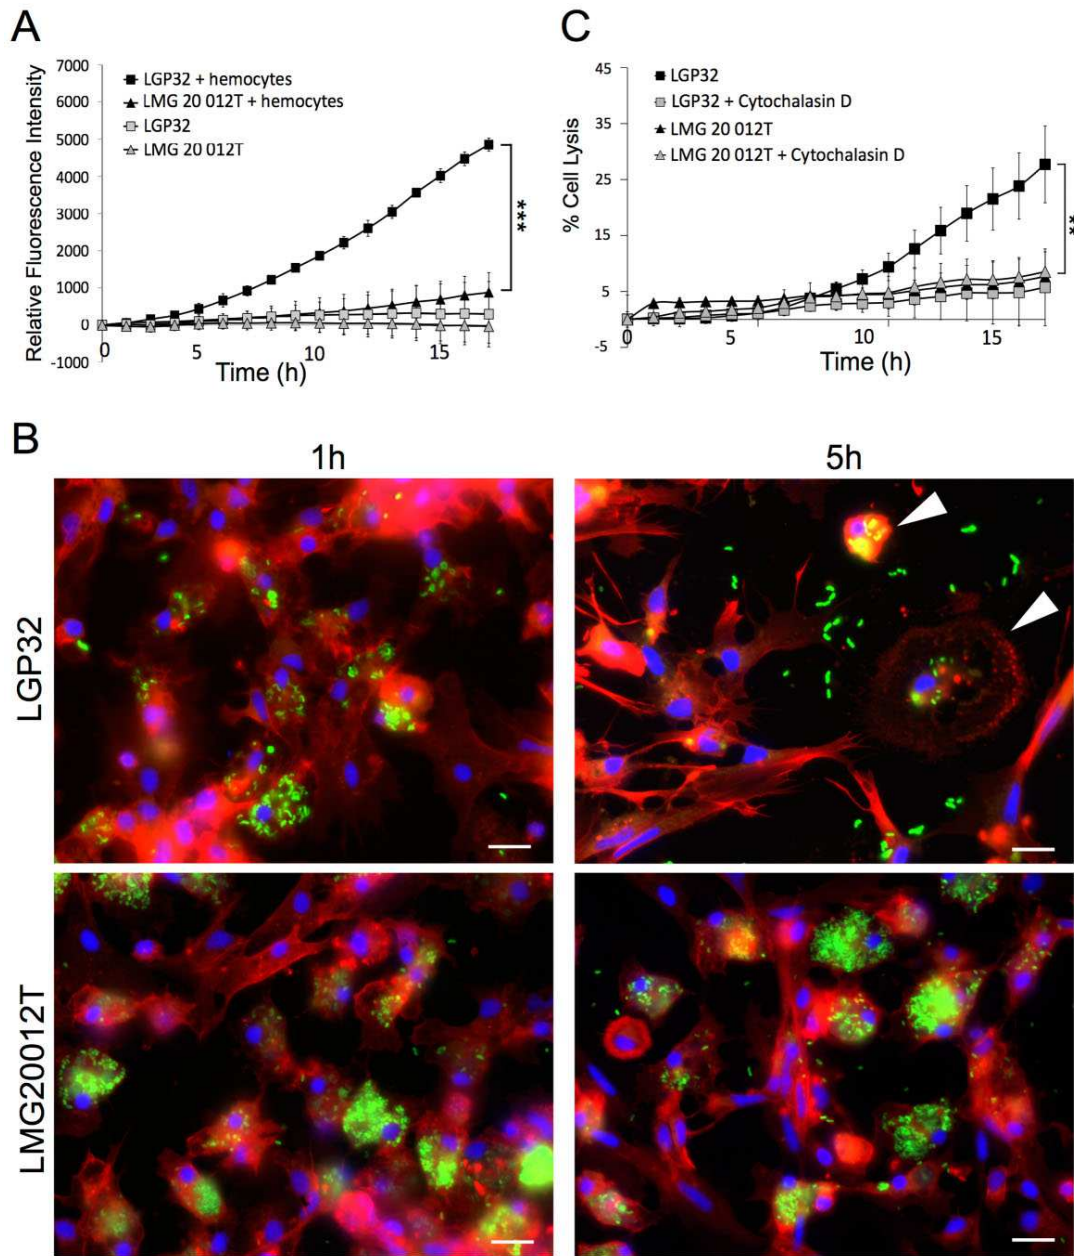 A
Relative Fluorescence Intensity
7000
6000
5000
4000
3000
2000
1000
0
-1000
LGP32 + hemocytes
LMG 20 012T + hemocytes
LGP32
LMG 20 012T
***
0 5 10 15
Time (h)
C
% Cell Lysis
45
35
25
15
5
-5
LGP32
LGP32 + Cytochalasin D
LMG 20 012T
LMG 20 012T + Cytochalasin D
**
0 5 10 15
Time (h)
B
1h
5h
LGP32
LMG20012T